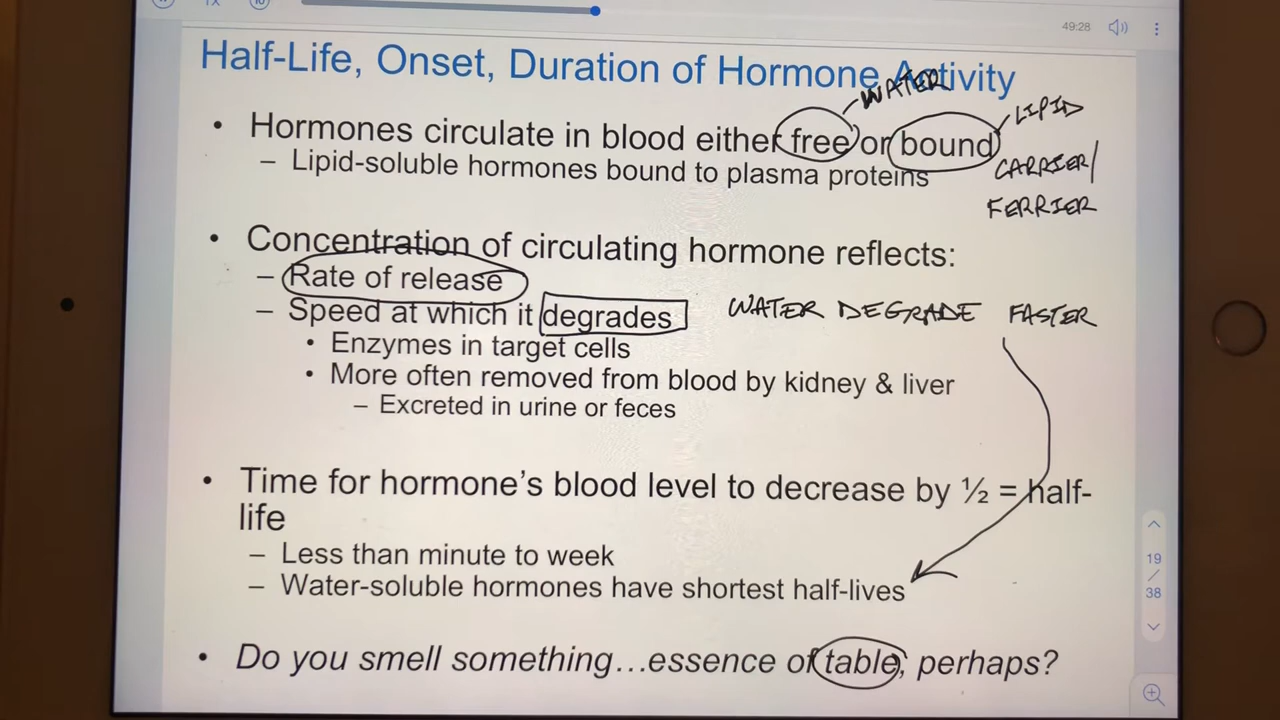 1X
10
49:28
Half-Life, Onset, Duration of Hormone Activity
WATER
• Hormones circulate in blood either free or bound
LIPID
– Lipid-soluble hormones bound to plasma proteins
CARRIER/
FERRIER
• Concentration of circulating hormone reflects:
– Rate of release
– Speed at which it degrades
WATER DEGRADE FASTER
• Enzymes in target cells
• More often removed from blood by kidney & liver
– Excreted in urine or feces
• Time for hormone's blood level to decrease by ½ = half-
life
– Less than minute to week
– Water-soluble hormones have shortest half-lives
• Do you smell something…essence of table, perhaps?
19
/
38